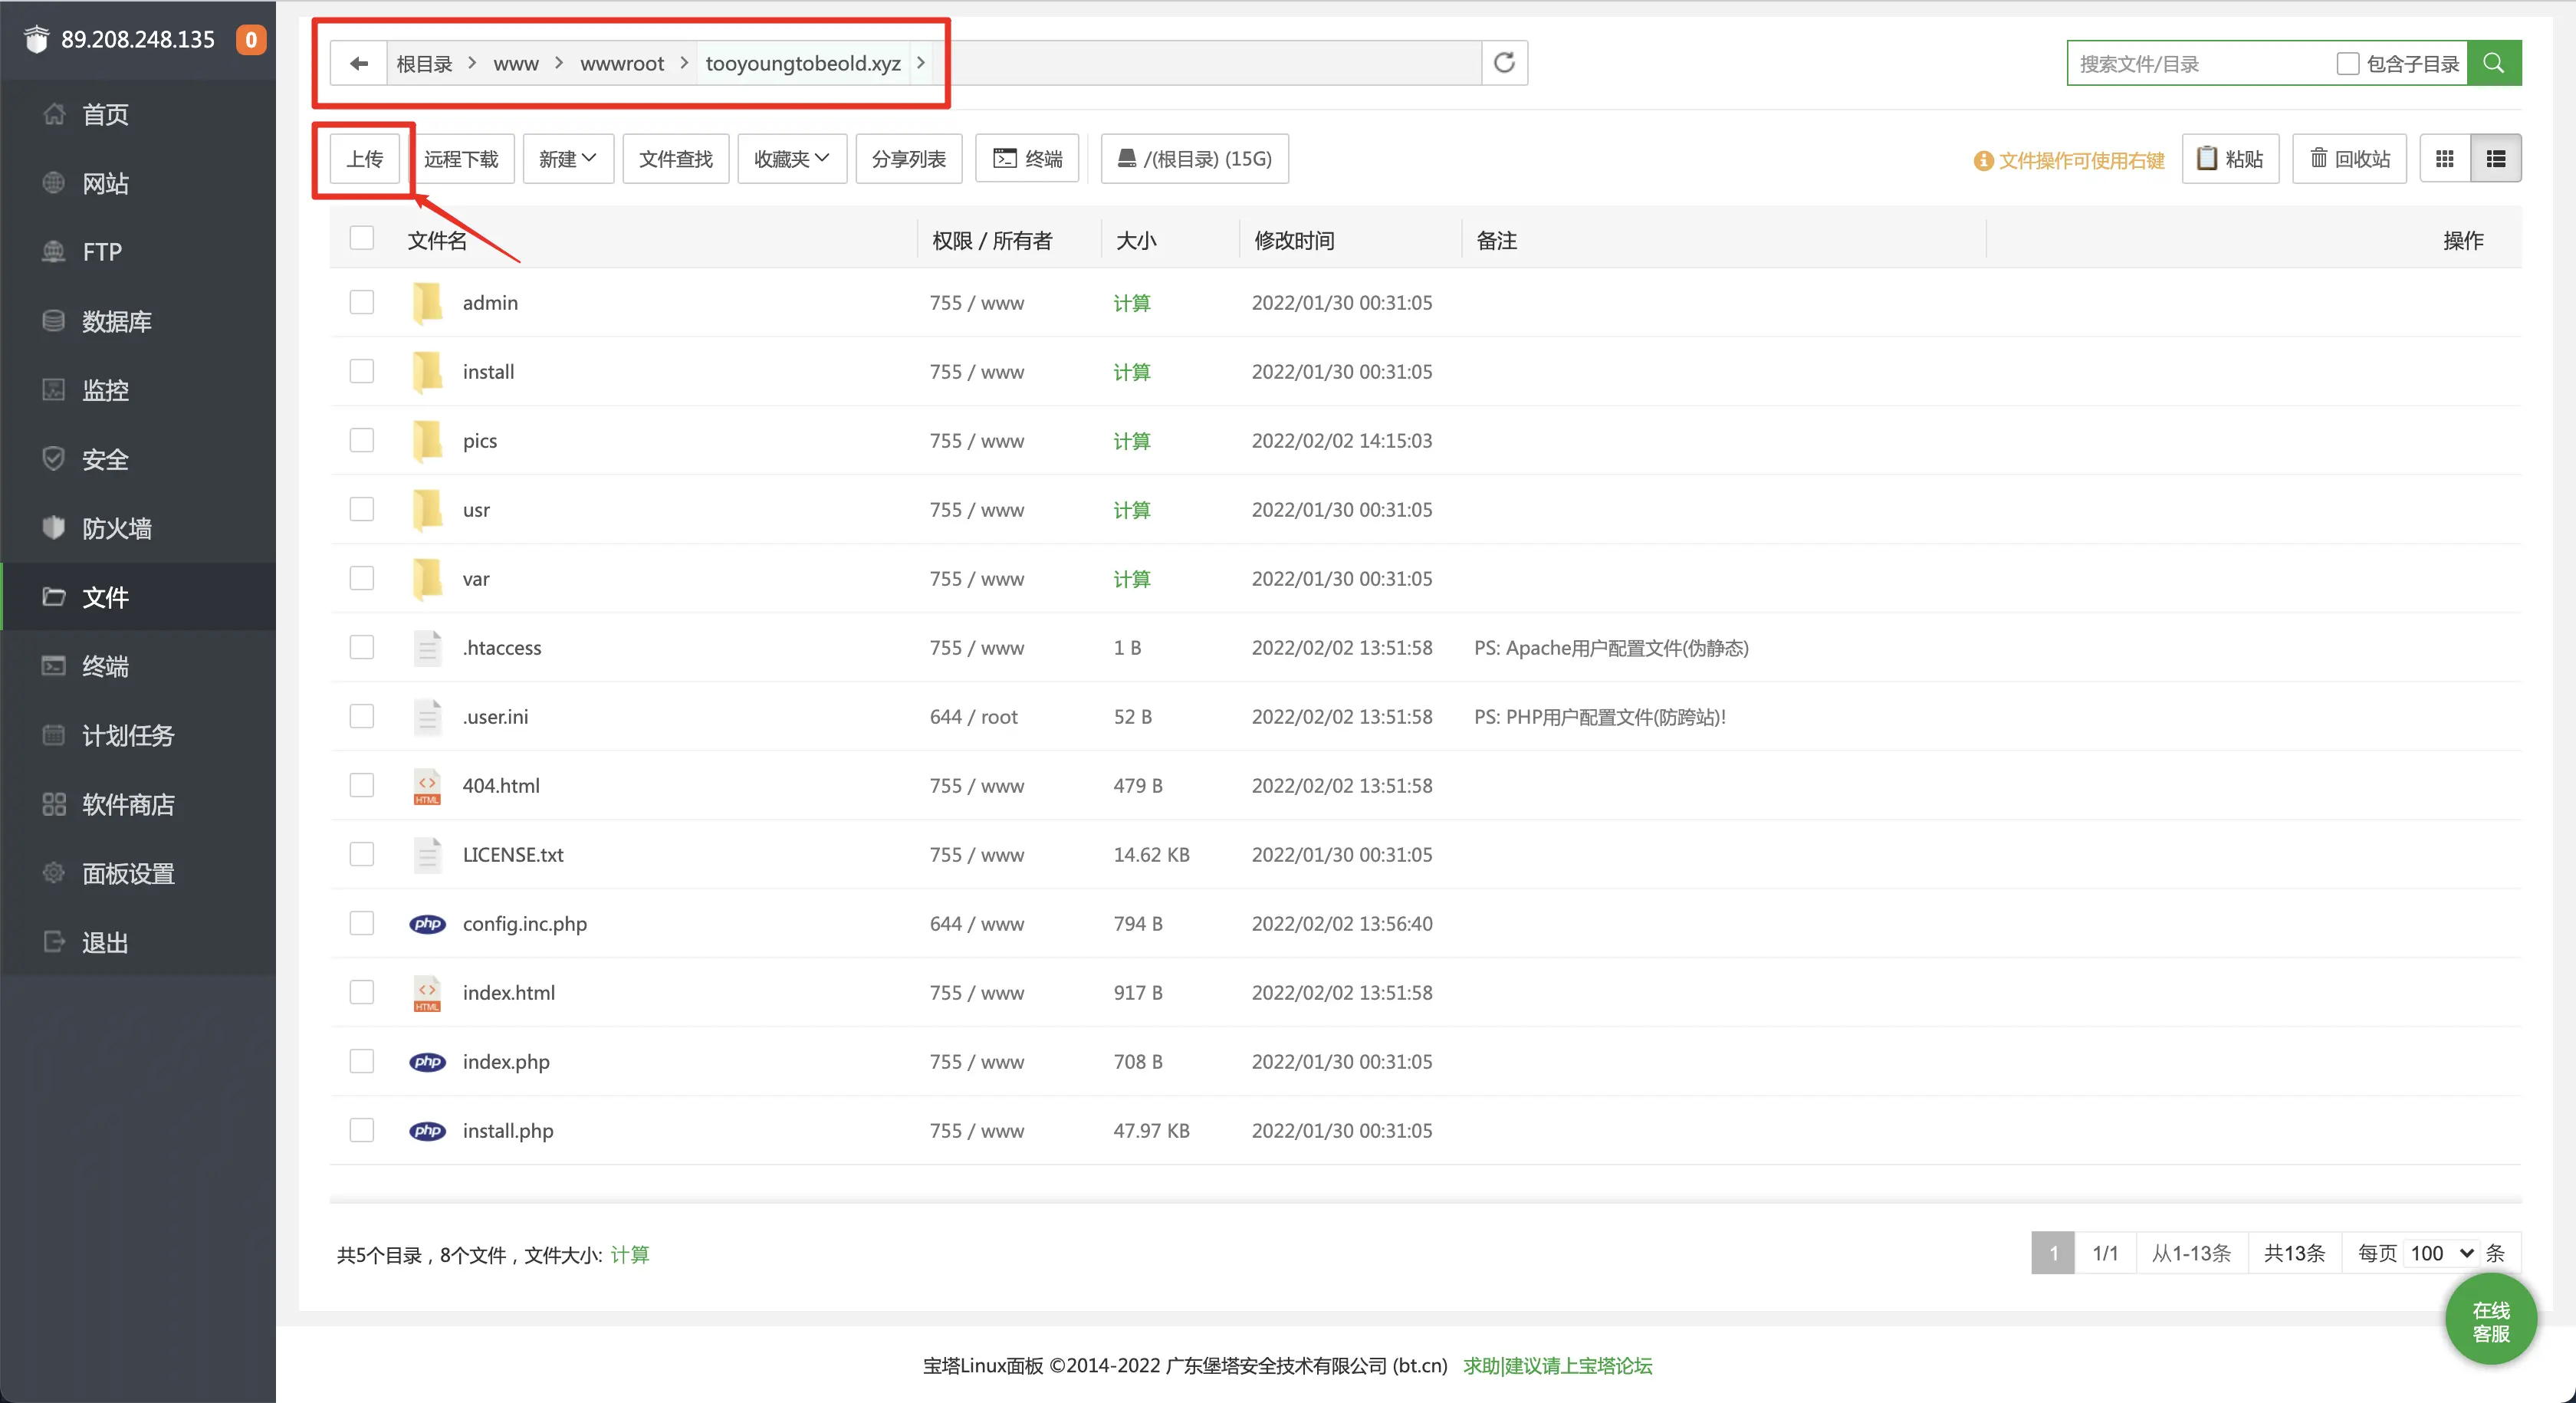 89.208.248.135 0
首页
网站
FTP
数据库
监控
安全
防火墙
文件
终端
计划任务
软件商店
面板设置
退出
根目录 > www > wwwroot > tooyoungtobeold.xyz >
搜索文件/目录 包含子目录
上传 远程下载 新建 文件查找 收藏夹 分享列表 终端 /(根目录) (15G)
文件操作可使用右键 粘贴 回收站
文件名 权限 / 所有者 大小 修改时间 备注 操作
admin 755 / www 计算 2022/01/30 00:31:05
install 755 / www 计算 2022/01/30 00:31:05
pics 755 / www 计算 2022/02/02 14:15:03
usr 755 / www 计算 2022/01/30 00:31:05
var 755 / www 计算 2022/01/30 00:31:05
.htaccess 755 / www 1 B 2022/02/02 13:51:58 PS: Apache用户配置文件(伪静态)
.user.ini 644 / root 52 B 2022/02/02 13:51:58 PS: PHP用户配置文件(防跨站)!
HTML 404.html 755 / www 479 B 2022/02/02 13:51:58
LICENSE.txt 755 / www 14.62 KB 2022/01/30 00:31:05
php config.inc.php 644 / www 794 B 2022/02/02 13:56:40
HTML index.html 755 / www 917 B 2022/02/02 13:51:58
php index.php 755 / www 708 B 2022/01/30 00:31:05
php install.php 755 / www 47.97 KB 2022/01/30 00:31:05
共5个目录，8个文件，文件大小: 计算
1 1/1 从1-13条 共13条 每页 100 条
在线
客服
宝塔Linux面板 ©2014-2022 广东堡塔安全技术有限公司 (bt.cn) 求助|建议请上宝塔论坛